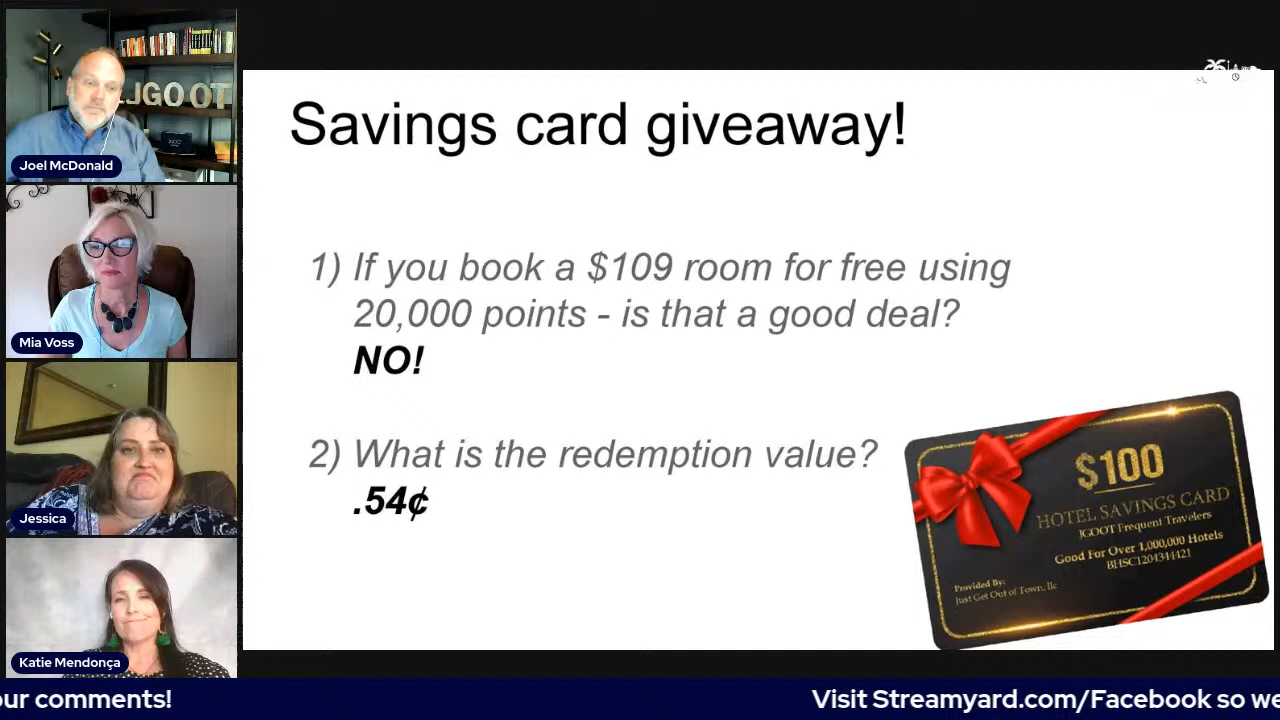 JGOOT
Joel McDonald
Mia Voss
Jessica
Katie Mendonça
Savings card giveaway!
1) If you book a $109 room for free using
20,000 points - is that a good deal?
NO!
2) What is the redemption value?
.54¢
$100
HOTEL SAVINGS CARD
JGOOT Frequent Travelers
Good For Over 1,000,000 Hotels
BHSC1204344421
Provided By:
Just Get Out of Town, llc
our comments!
Visit Streamyard.com/Facebook so we